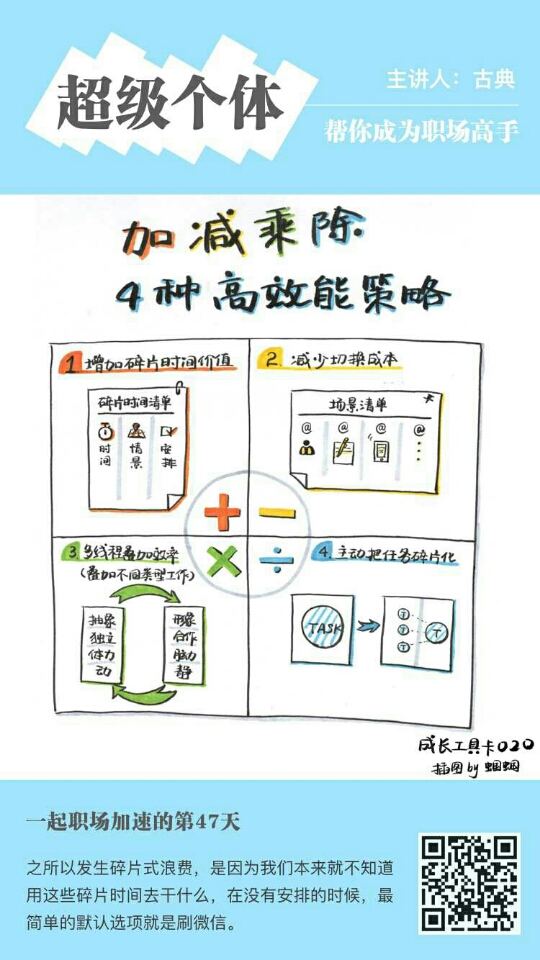 超级个体
主讲人：古典
帮你成为职场高手
加减乘除
4种高效能策略
1 增加碎片时间价值
碎片时间清单
时间 情景 安排
2. 减少切换成本
场景清单
@ @ @ @
+ −
× ÷
3. 多线程叠加效率
(叠加不同类型工作)
抽象 形象
独立 合作
体力 脑力
动 静
4. 主动把任务碎片化
TASK
T
T T
T
成长工具卡020
插图by 蝈蝈
一起职场加速的第47天
之所以发生碎片式浪费，是因为我们本来就不知道
用这些碎片时间去干什么，在没有安排的时候，最
简单的默认选项就是刷微信。